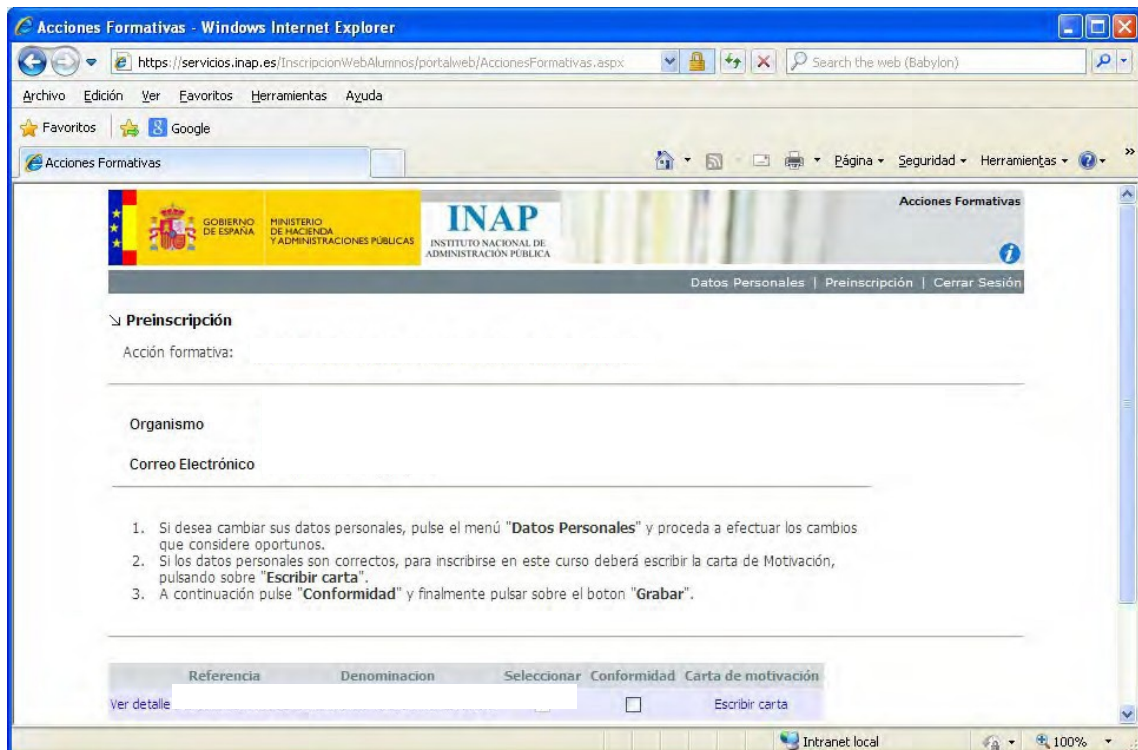 Acciones Formativas - Windows Internet Explorer
https://servicios.inap.es/InscripcionWebAlumnos/portalweb/AccionesFormativas.aspx
Search the web (Babylon)
Archivo Edición Ver Favoritos Herramientas Ayuda
Favoritos Google
Acciones Formativas
Página Seguridad Herramientas
GOBIERNO DE ESPAÑA
MINISTERIO DE HACIENDA Y ADMINISTRACIONES PÚBLICAS
INAP
INSTITUTO NACIONAL DE
ADMINISTRACIÓN PÚBLICA
Acciones Formativas
Datos Personales | Preinscripción | Cerrar Sesión
Preinscripción
Acción formativa:
Organismo
Correo Electrónico
1. Si desea cambiar sus datos personales, pulse el menú "Datos Personales" y proceda a efectuar los cambios
que considere oportunos.
2. Si los datos personales son correctos, para inscribirse en este curso deberá escribir la carta de Motivación,
pulsando sobre "Escribir carta".
3. A continuación pulse "Conformidad" y finalmente pulsar sobre el boton "Grabar".
Referencia Denominacion Seleccionar Conformidad Carta de motivación
Ver detalle Escribir carta
Intranet local 100%